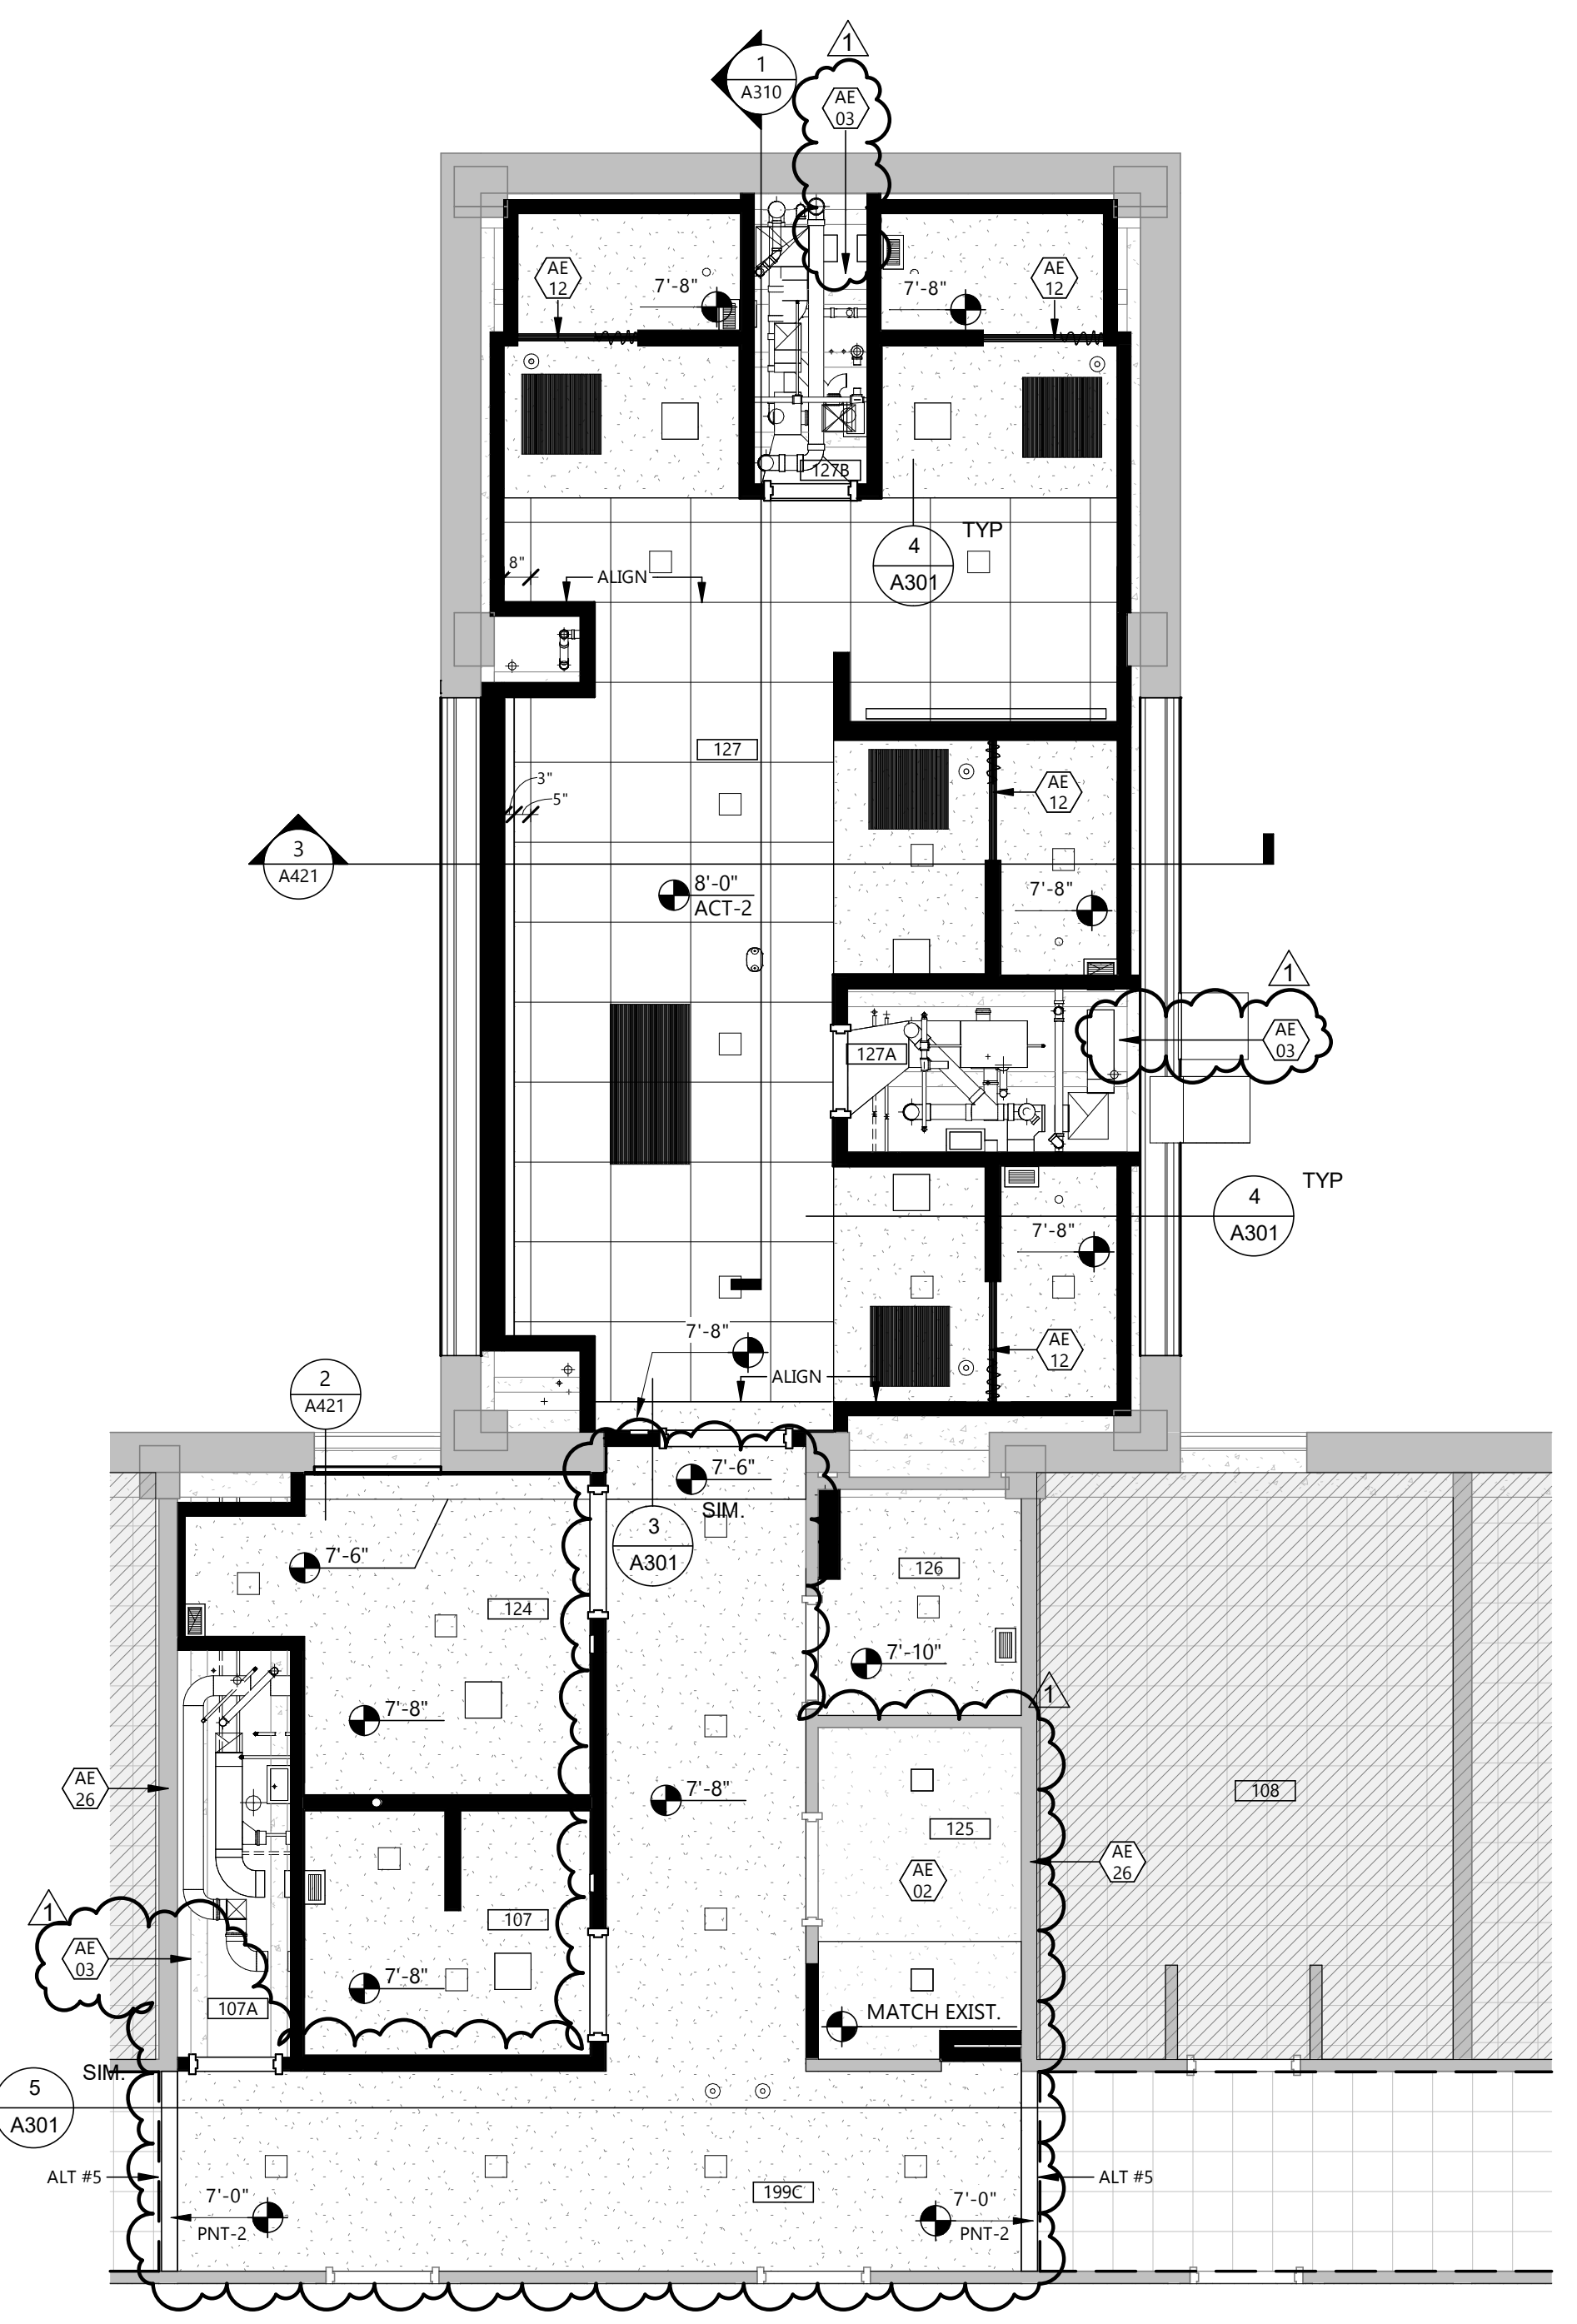 1
1
A310
AE
03
AE
12
7'-8"
7'-8"
AE
12
127B
TYP
4
A301
8"
ALIGN
127
3"
5"
AE
12
3
A421
8'-0"
ACT-2
7'-8"
1
AE
03
127A
TYP
4
A301
7'-8"
7'-8"
AE
12
ALIGN
2
A421
7'-6"
SIM.
3
A301
7'-6"
126
124
7'-10"
1
7'-8"
AE
26
7'-8"
108
125
AE
26
AE
02
107
1
AE
03
7'-8"
107A
MATCH EXIST.
SIM.
5
A301
ALT #5
ALT #5
199C
7'-0"
PNT-2
7'-0"
PNT-2